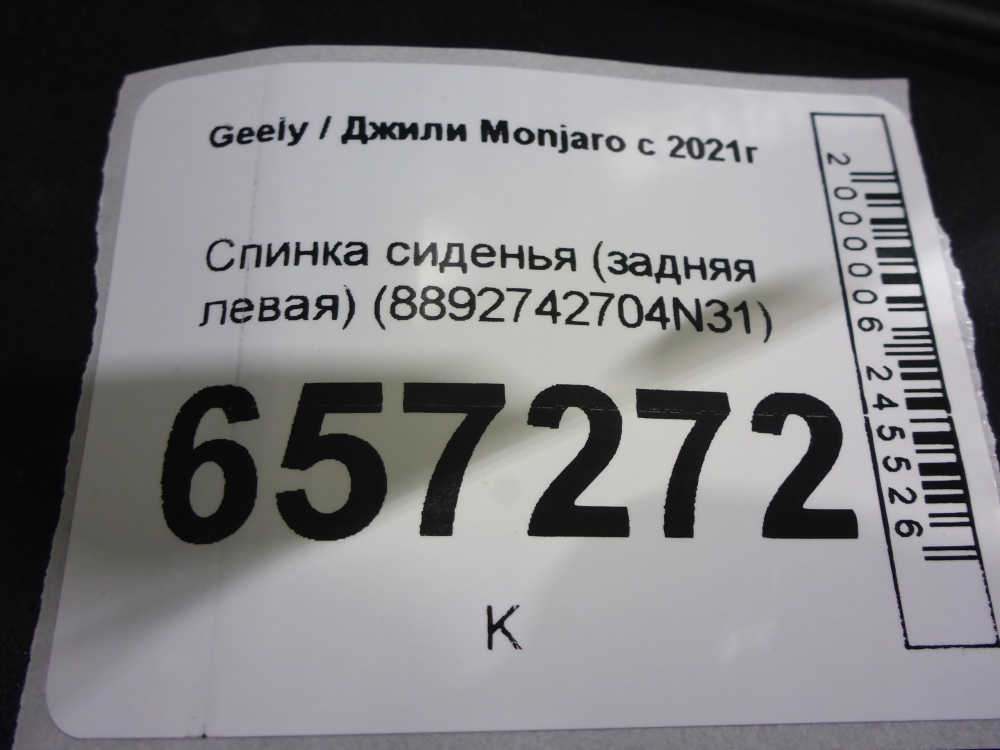 Geely / Джили Monjaro с 2021г
Спинка сиденья (задняя
левая) (8892742704N31)
657272
К
2000006245526